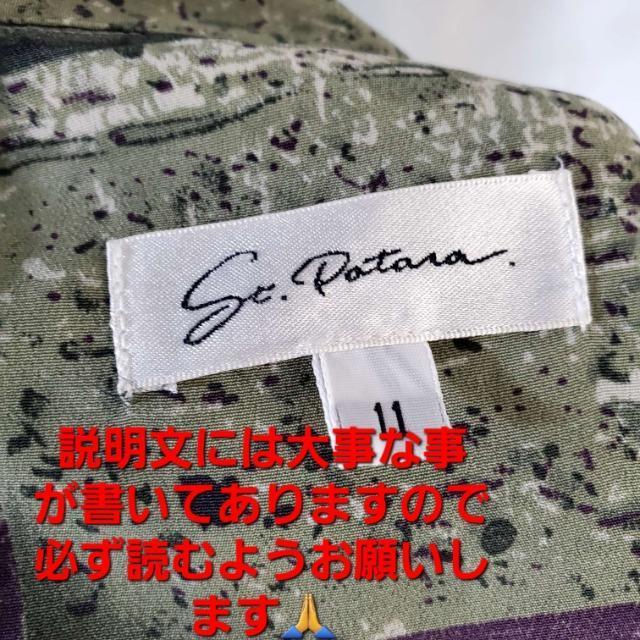 St. Patara.
11
説明文には大事な事
が書いてありますので
必ず読むようお願いし
ます🙏